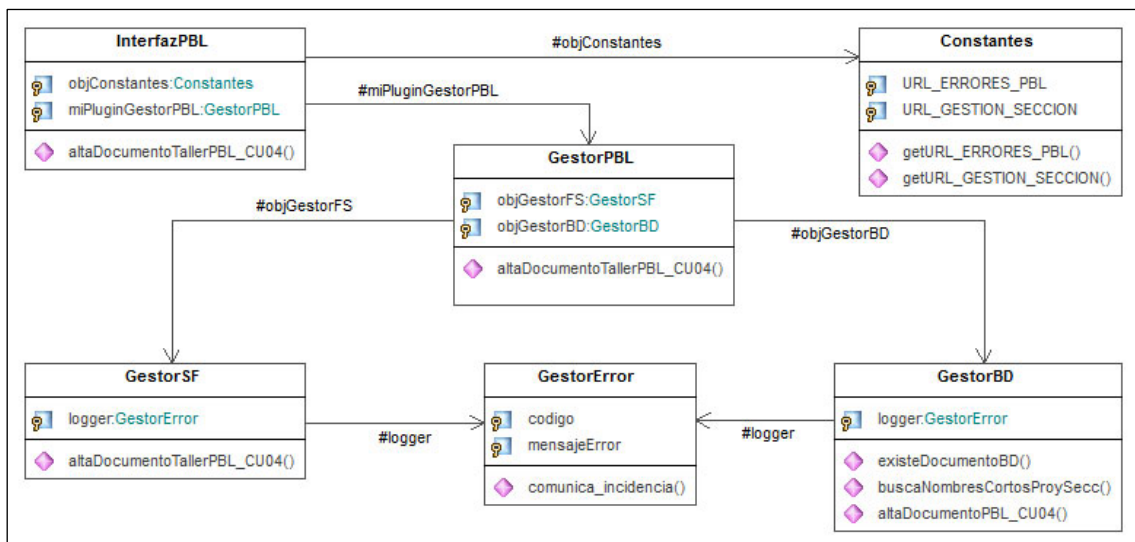 InterfazPBL
objConstantes:Constantes
miPluginGestorPBL:GestorPBL
altaDocumentoTallerPBL_CU04()
#objConstantes
#miPluginGestorPBL
Constantes
URL_ERRORES_PBL
URL_GESTION_SECCION
getURL_ERRORES_PBL()
getURL_GESTION_SECCION()
GestorPBL
objGestorFS:GestorSF
objGestorBD:GestorBD
altaDocumentoTallerPBL_CU04()
#objGestorFS
#objGestorBD
GestorSF
logger:GestorError
altaDocumentoTallerPBL_CU04()
#logger
GestorError
codigo
mensajeError
comunica_incidencia()
#logger
GestorBD
logger:GestorError
existeDocumentoBD()
buscaNombresCortosProySecc()
altaDocumentoPBL_CU04()